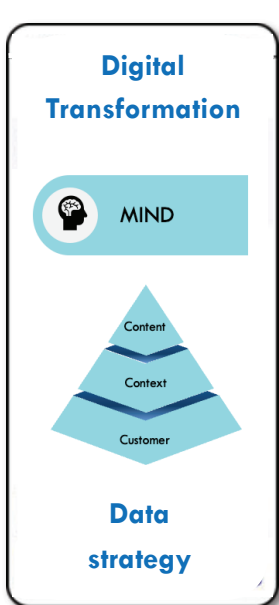 Digital
Transformation
MIND
Content
Context
Customer
Data
strategy